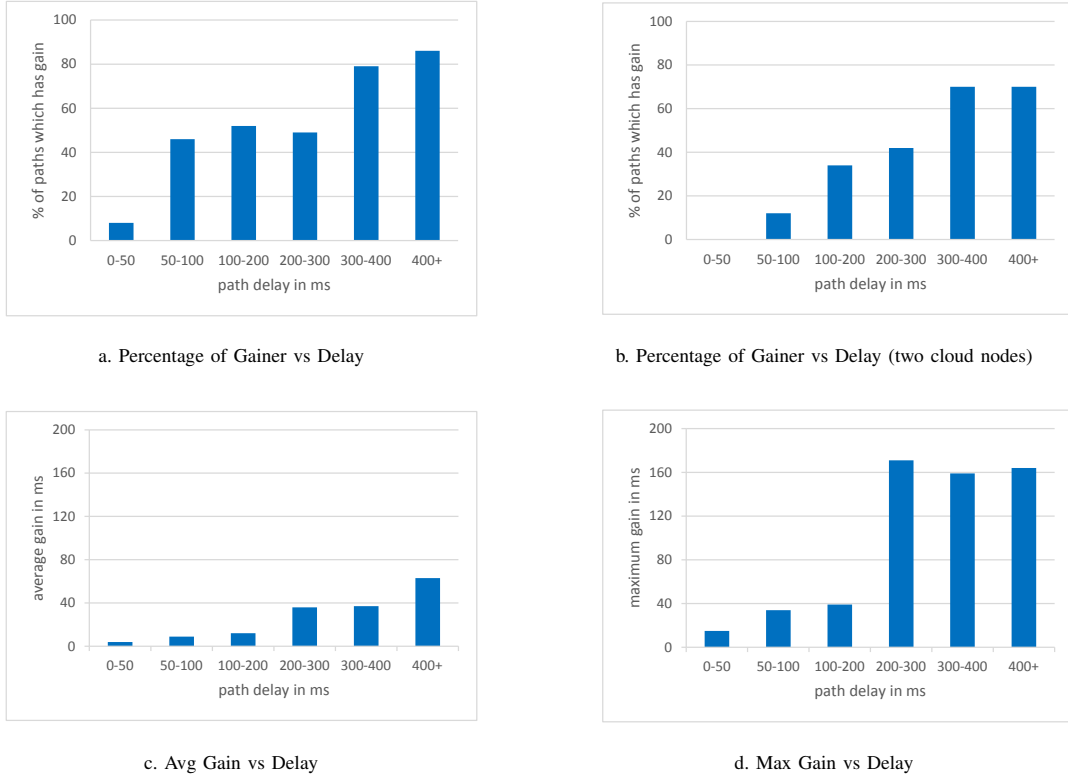 100
80
60
40
20
0
% of paths which has gain
0-50 50-100 100-200 200-300 300-400 400+
path delay in ms
a. Percentage of Gainer vs Delay
100
80
60
40
20
0
% of paths which has gain
0-50 50-100 100-200 200-300 300-400 400+
path delay in ms
b. Percentage of Gainer vs Delay (two cloud nodes)
200
160
120
80
40
0
average gain in ms
0-50 50-100 100-200 200-300 300-400 400+
path delay in ms
c. Avg Gain vs Delay
200
160
120
80
40
0
maximum gain in ms
0-50 50-100 100-200 200-300 300-400 400+
path delay in ms
d. Max Gain vs Delay